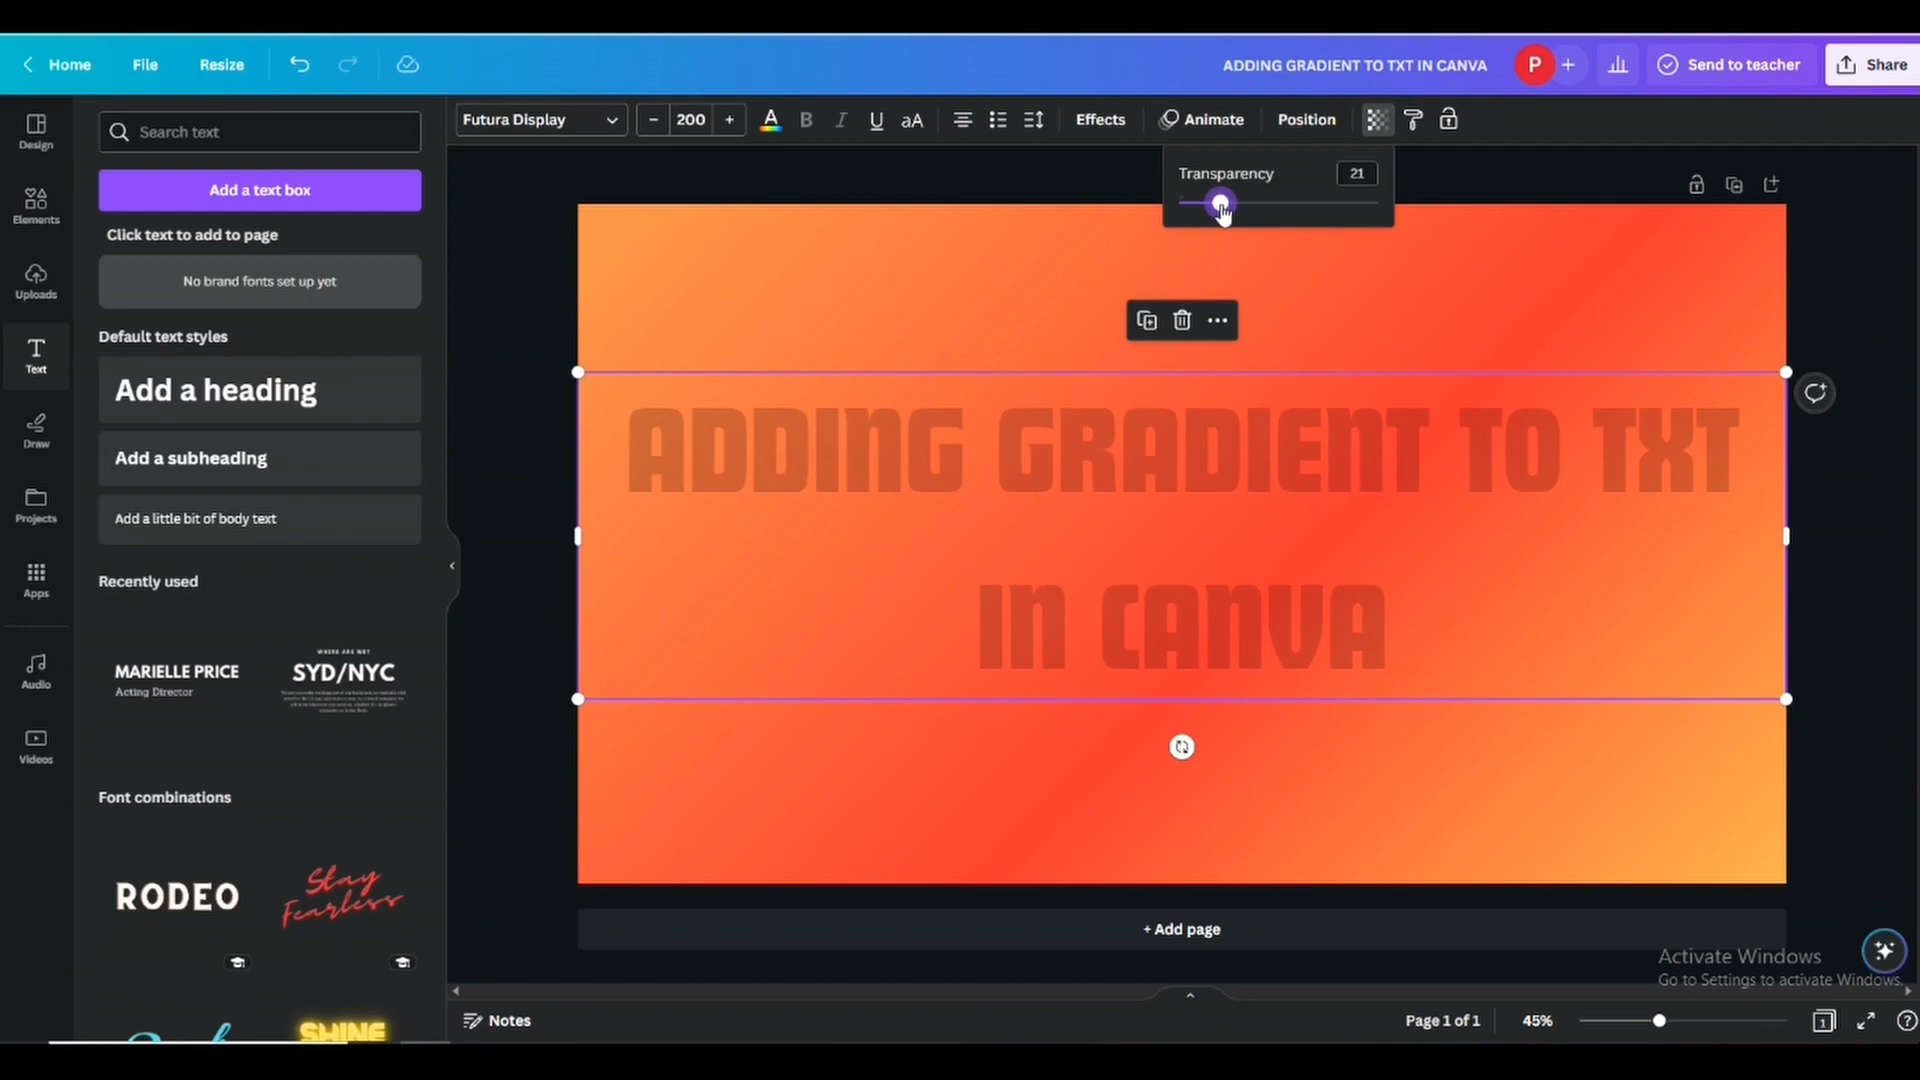 Home File Resize ADDING GRADIENT TO TXT IN CANVA P + Send to teacher Share
Futura Display − 200 + A B I U aA Effects Animate Position
Transparency 21
Design
Elements
Uploads
Text
Draw
Projects
Apps
Audio
Videos
Search text
Add a text box
Click text to add to page
No brand fonts set up yet
Default text styles
Add a heading
Add a subheading
Add a little bit of body text
Recently used
MARIELLE PRICE
Acting Director
WHERE ARE WE?
SYD/NYC
Font combinations
RODEO
Stay
Fearless
SHINE
ADDING GRADIENT TO TXT
IN CANVA
+ Add page
Activate Windows
Go to Settings to activate Windows.
Notes Page 1 of 1 45% 1 ?